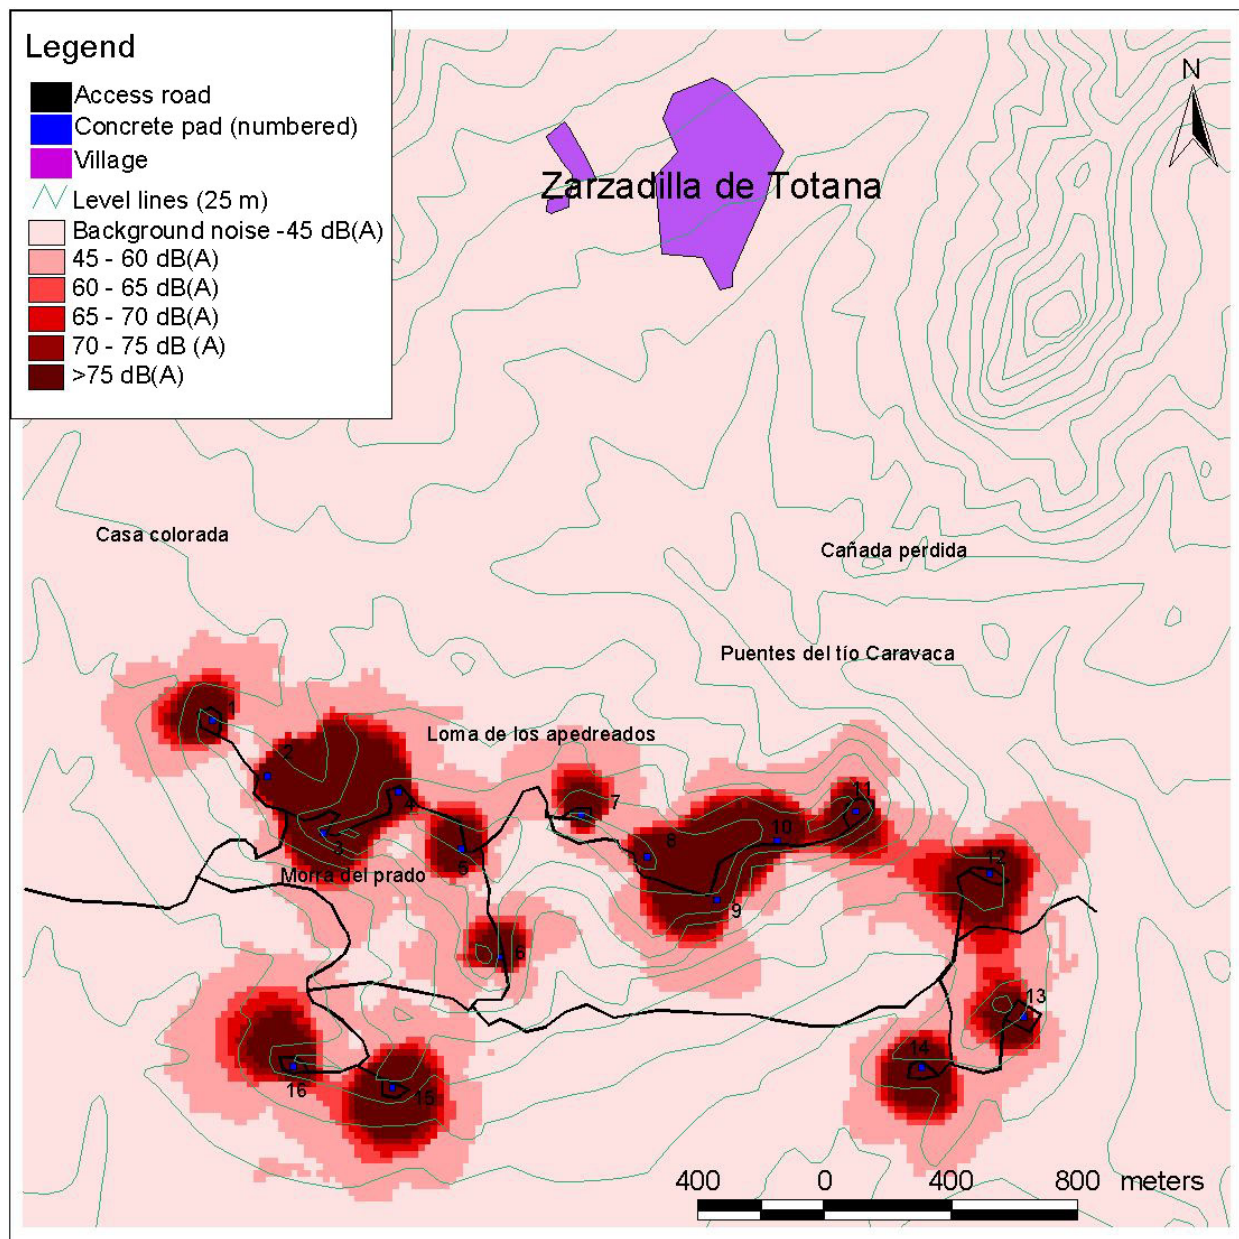 Legend
Access road
Concrete pad (numbered)
Village
Level lines (25 m)
Background noise -45 dB(A)
45 - 60 dB(A)
60 - 65 dB(A)
65 - 70 dB(A)
70 - 75 dB (A)
>75 dB(A)
N
Zarzadilla de Totana
Casa colorada
Cañada perdida
Puentes del tío Caravaca
Loma de los apedreados
Morra del prado
1
2
3
4
5
6
7
8
9
10
11
12
13
14
15
16
400 0 400 800 meters